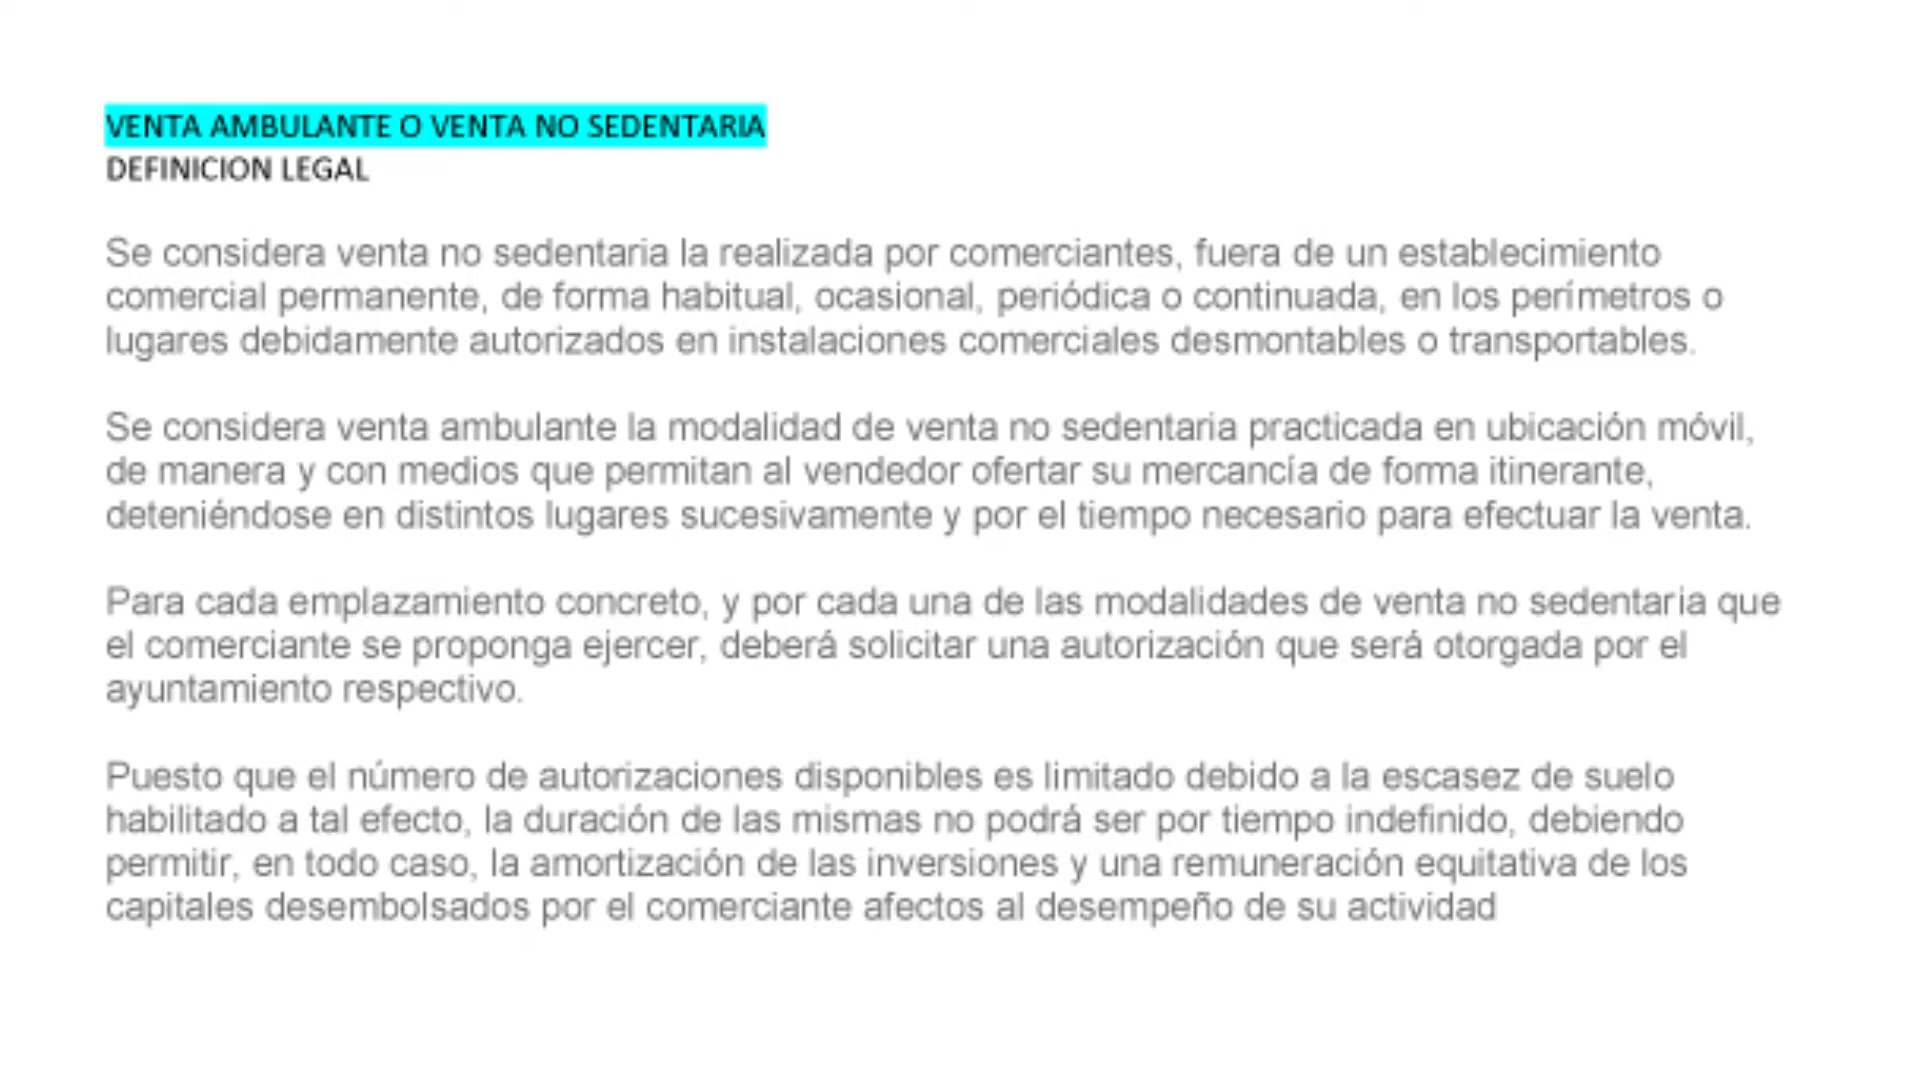 VENTA AMBULANTE O VENTA NO SEDENTARIA
DEFINICION LEGAL
Se considera venta no sedentaria la realizada por comerciantes, fuera de un establecimiento
comercial permanente, de forma habitual, ocasional, periódica o continuada, en los perímetros o
lugares debidamente autorizados en instalaciones comerciales desmontables o transportables.
Se considera venta ambulante la modalidad de venta no sedentaria practicada en ubicación móvil,
de manera y con medios que permitan al vendedor ofertar su mercancía de forma itinerante,
deteniéndose en distintos lugares sucesivamente y por el tiempo necesario para efectuar la venta.
Para cada emplazamiento concreto, y por cada una de las modalidades de venta no sedentaria que
el comerciante se proponga ejercer, deberá solicitar una autorización que será otorgada por el
ayuntamiento respectivo.
Puesto que el número de autorizaciones disponibles es limitado debido a la escasez de suelo
habilitado a tal efecto, la duración de las mismas no podrá ser por tiempo indefinido, debiendo
permitir, en todo caso, la amortización de las inversiones y una remuneración equitativa de los
capitales desembolsados por el comerciante afectos al desempeño de su actividad